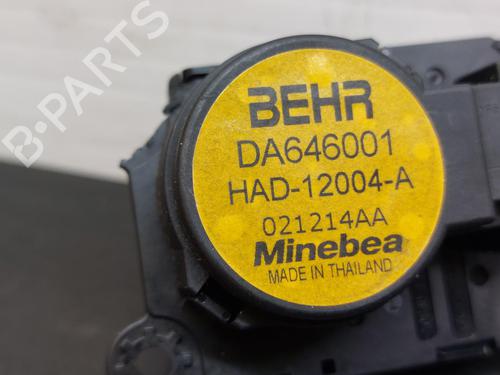 B-PARTS
BEHR
DA646001
HAD-12004-A
021214AA
Minebea
MADE IN THAILAND